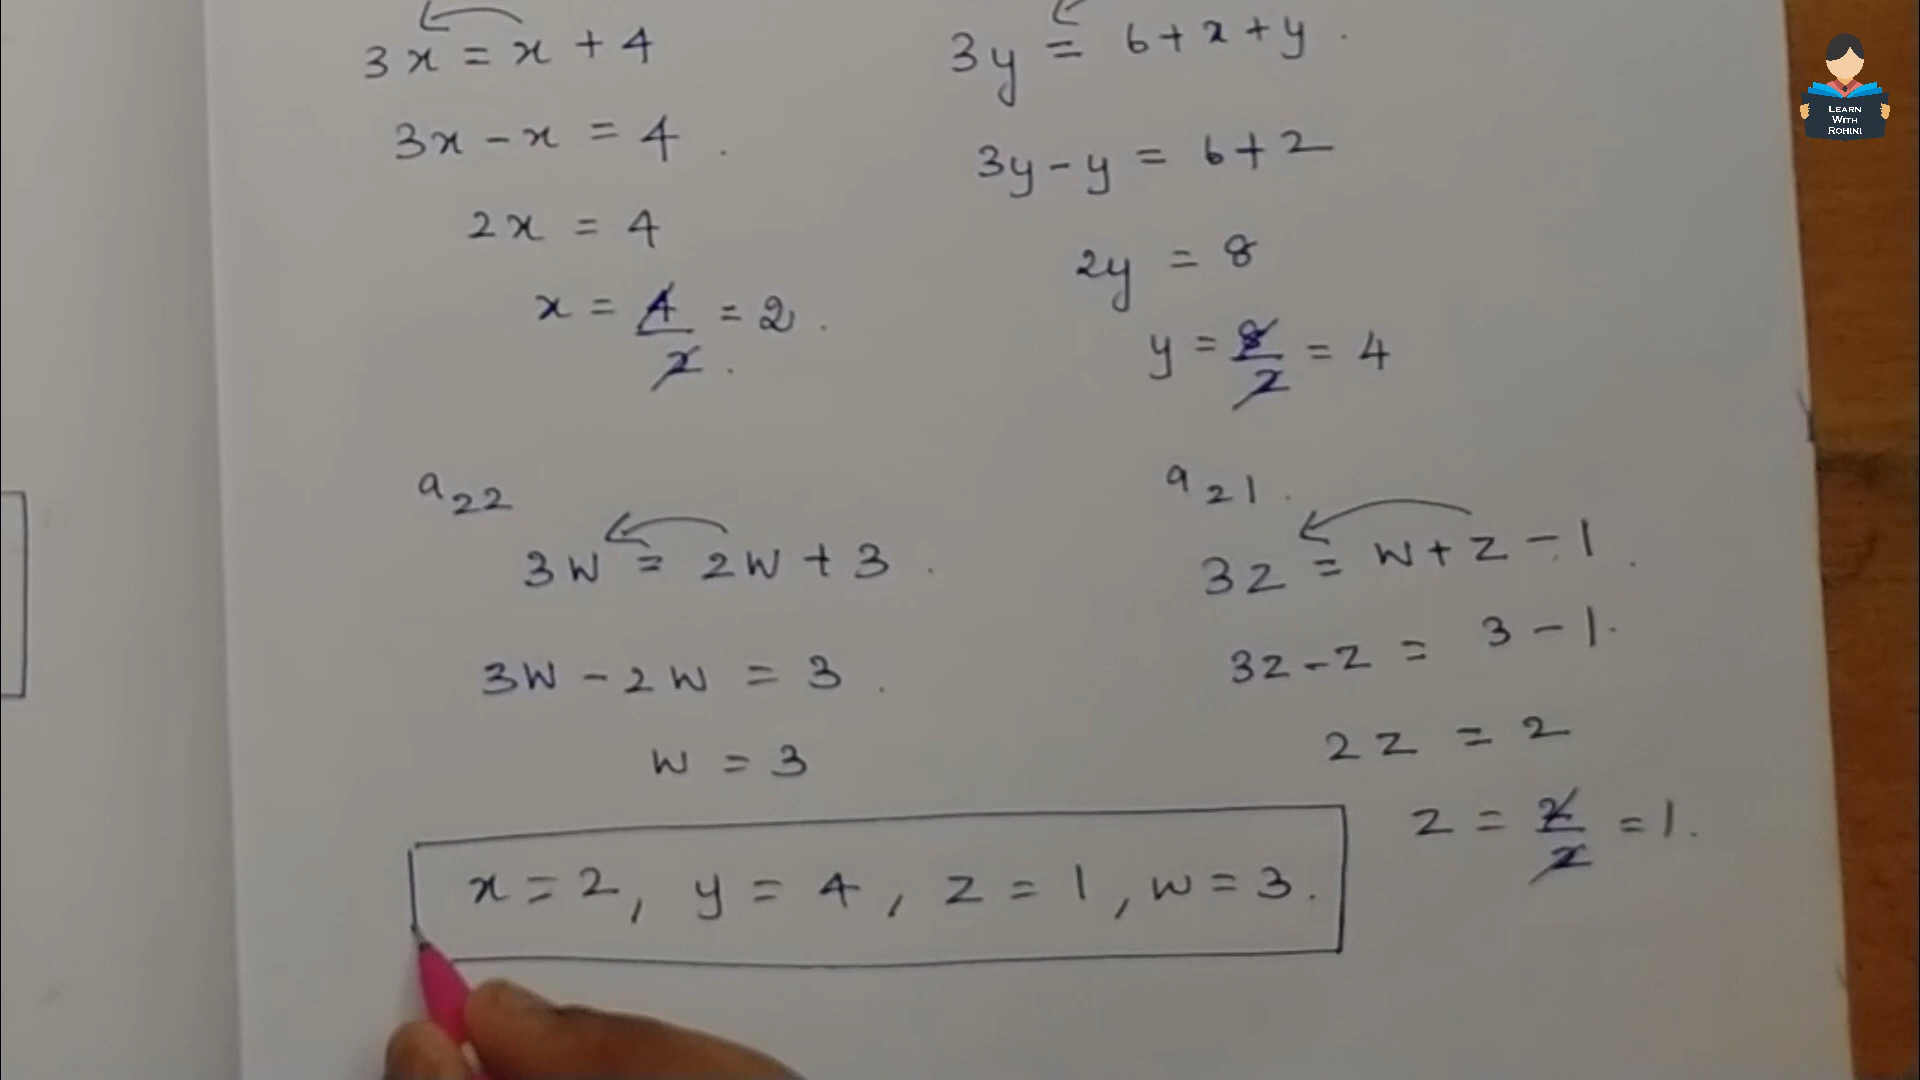 3x = x + 4
3x - x = 4 .
2x = 4
x = 4/2 = 2 .
3y = 6 + x + y .
3y - y = 6 + 2
2y = 8
y = 8/2 = 4
a22
3w = 2w + 3 .
3w - 2w = 3 .
w = 3
a21 .
3z = w + z - 1 .
3z - z = 3 - 1 .
2z = 2
z = 2/2 = 1 .
x = 2 , y = 4 , z = 1 , w = 3 .
LEARN
WITH
ROHINI